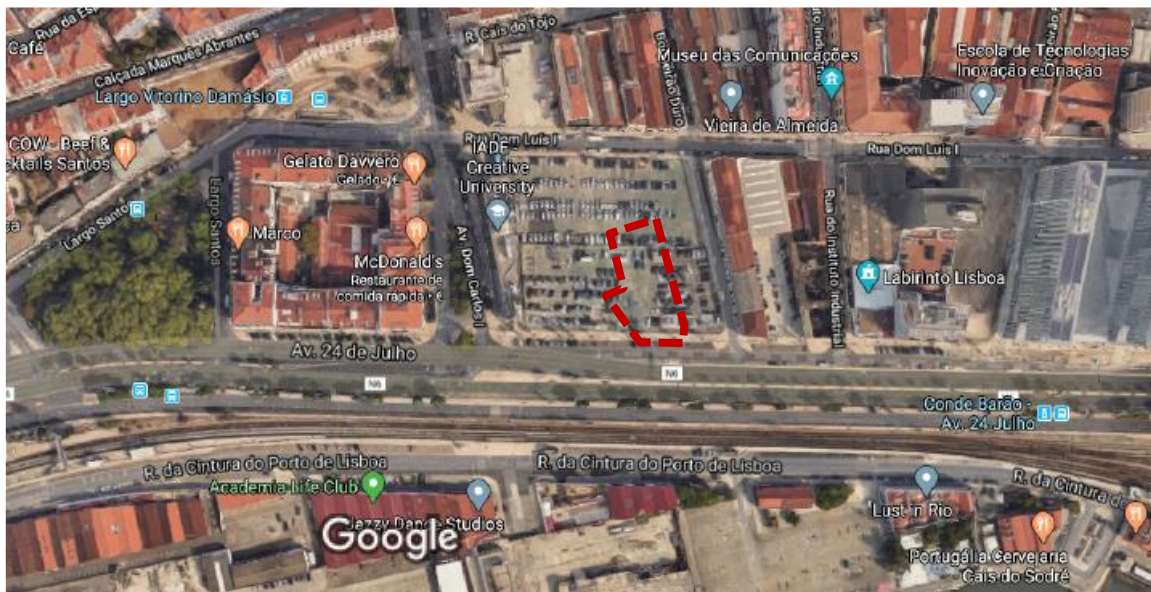 Rua da Esp
R. Cais do Tojo
Café
Calçada Marquês Abrantes
Boqueirão Duro
Museu das Comunicações
Escola de Tecnologias
Inovação e Criação
Largo Vitorino Damásio
Vieira de Almeida
COW - Beef &
cktails Santos
Rua Dom Luís I
Rua Dom Luís I
Gelato Davvero
Gelado · €
IADE
Creative
University
Largo Santos
Largo Santo
Marco
McDonald's
Restaurante de
comida rápida · €
Av. Dom Carlos I
Rua do Instituto Industrial
Labirinto Lisboa
Av. 24 de Julho
N6
N6
Conde Barão -
Av. 24 Julho
R. da Cintura do Porto de Lisboa
R. da Cintura do Porto de Lisboa
R. da Cintura do
Academia Life Club
Jazzy Dance Studios
Lust in Rio
Google
Portugália Cervejaria
Cais do Sodré